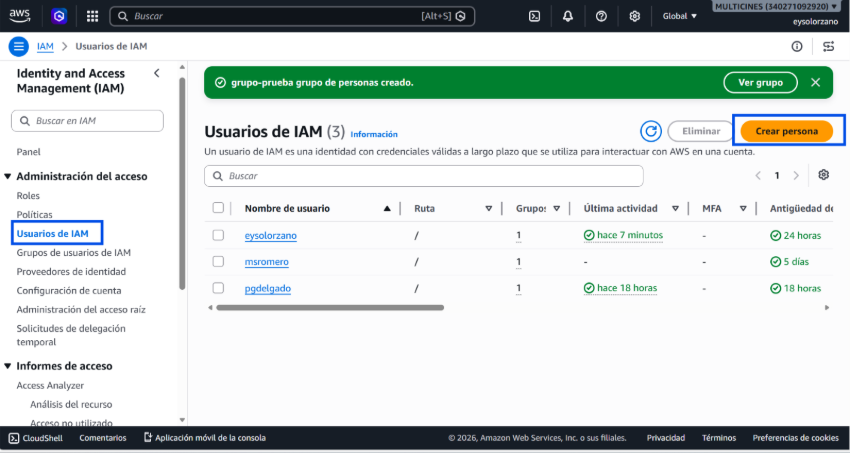 aws
Buscar
[Alt+S]
Global
MULTICINES (340271092920)
eysolorzano
IAM > Usuarios de IAM
Identity and Access
Management (IAM)
Buscar en IAM
Panel
Administración del acceso
Roles
Políticas
Usuarios de IAM
Grupos de usuarios de IAM
Proveedores de identidad
Configuración de cuenta
Administración del acceso raíz
Solicitudes de delegación
temporal
Informes de acceso
Access Analyzer
Análisis del recurso
Acceso no utilizado
grupo-prueba grupo de personas creado.
Ver grupo
Usuarios de IAM (3) Información
Eliminar
Crear persona
Un usuario de IAM es una identidad con credenciales válidas a largo plazo que se utiliza para interactuar con AWS en una cuenta.
Buscar
1
Nombre de usuario | Ruta | Grupos | Última actividad | MFA | Antigüedad de
eysolorzano / 1 hace 7 minutos - 24 horas
msromero / 1 - - 5 días
pgdelgado / 1 hace 18 horas - 18 horas
CloudShell Comentarios Aplicación móvil de la consola © 2026, Amazon Web Services, Inc. o sus filiales. Privacidad Términos Preferencias de cookies